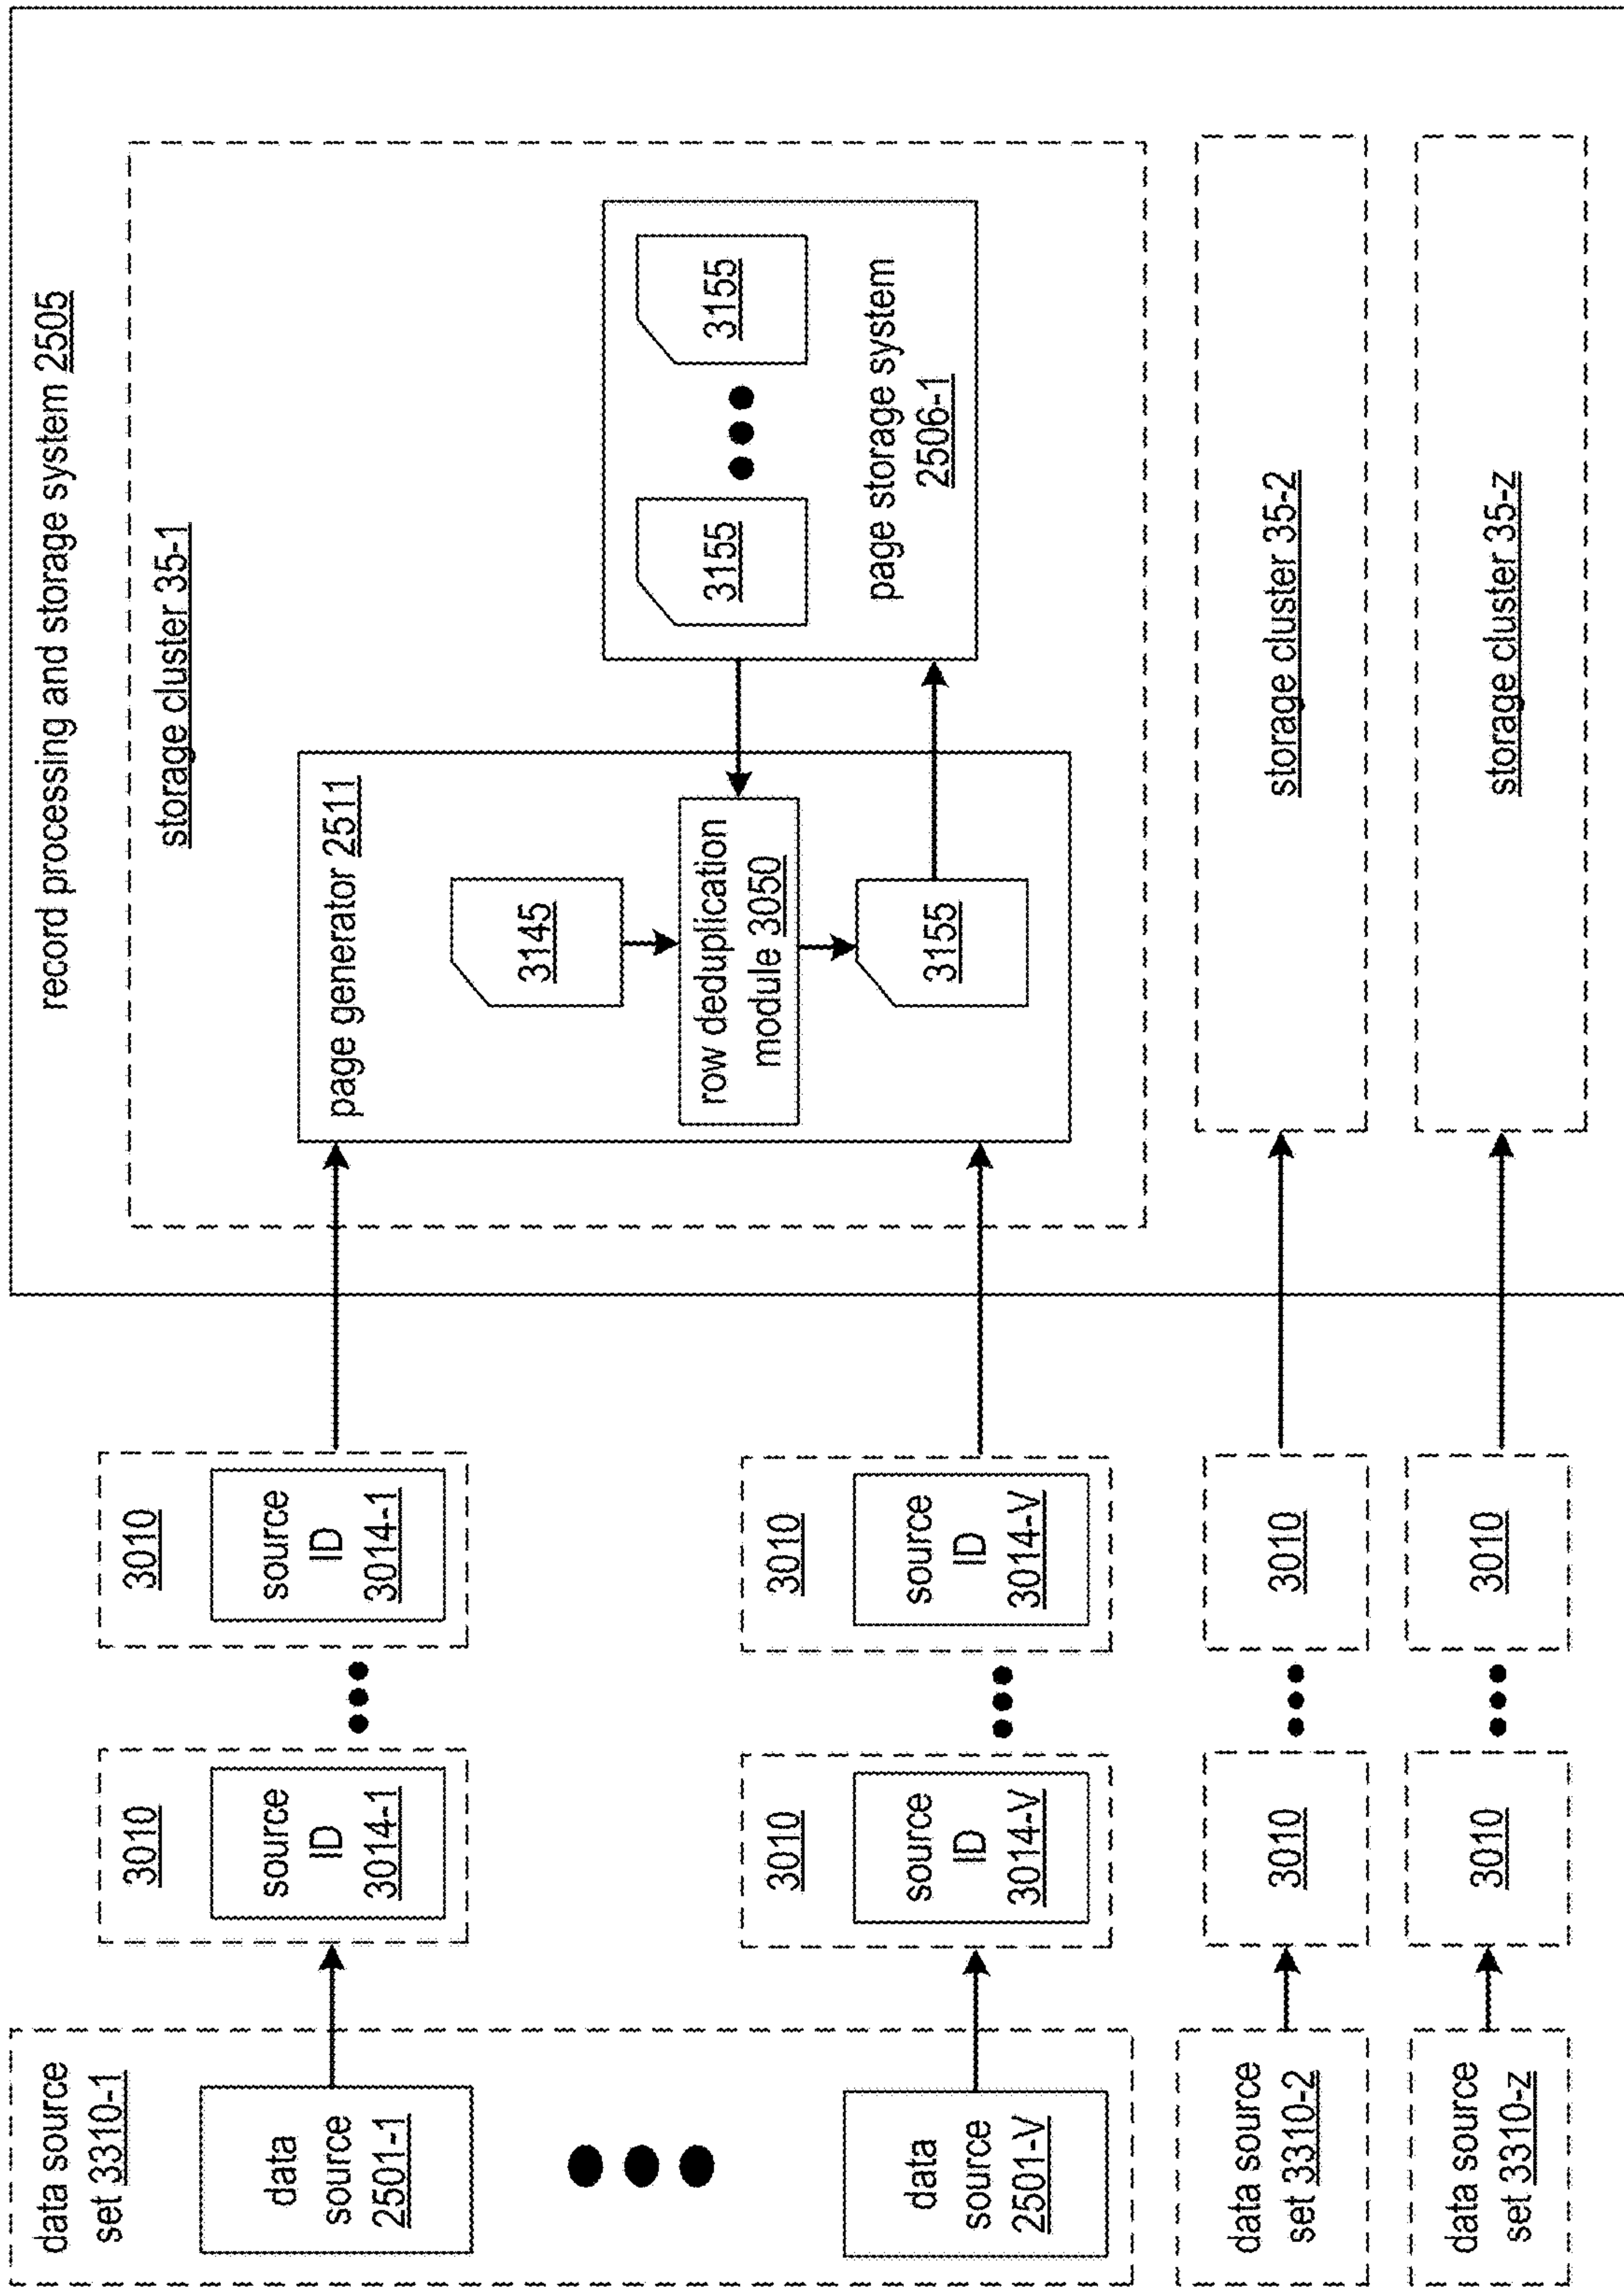 record processing and storage system 2505
storage cluster 35-1
data source
set 3310-1
data
source
2501-1
3010
source
ID
3014-1
3010
source
ID
3014-1
page generator 2511
3145
row deduplication
module 3050
3155
3155
3155
page storage system
2506-1
data
source
2501-V
3010
source
ID
3014-V
3010
source
ID
3014-V
data source
set 3310-2
3010
3010
storage cluster 35-2
data source
set 3310-z
3010
3010
storage cluster 35-z